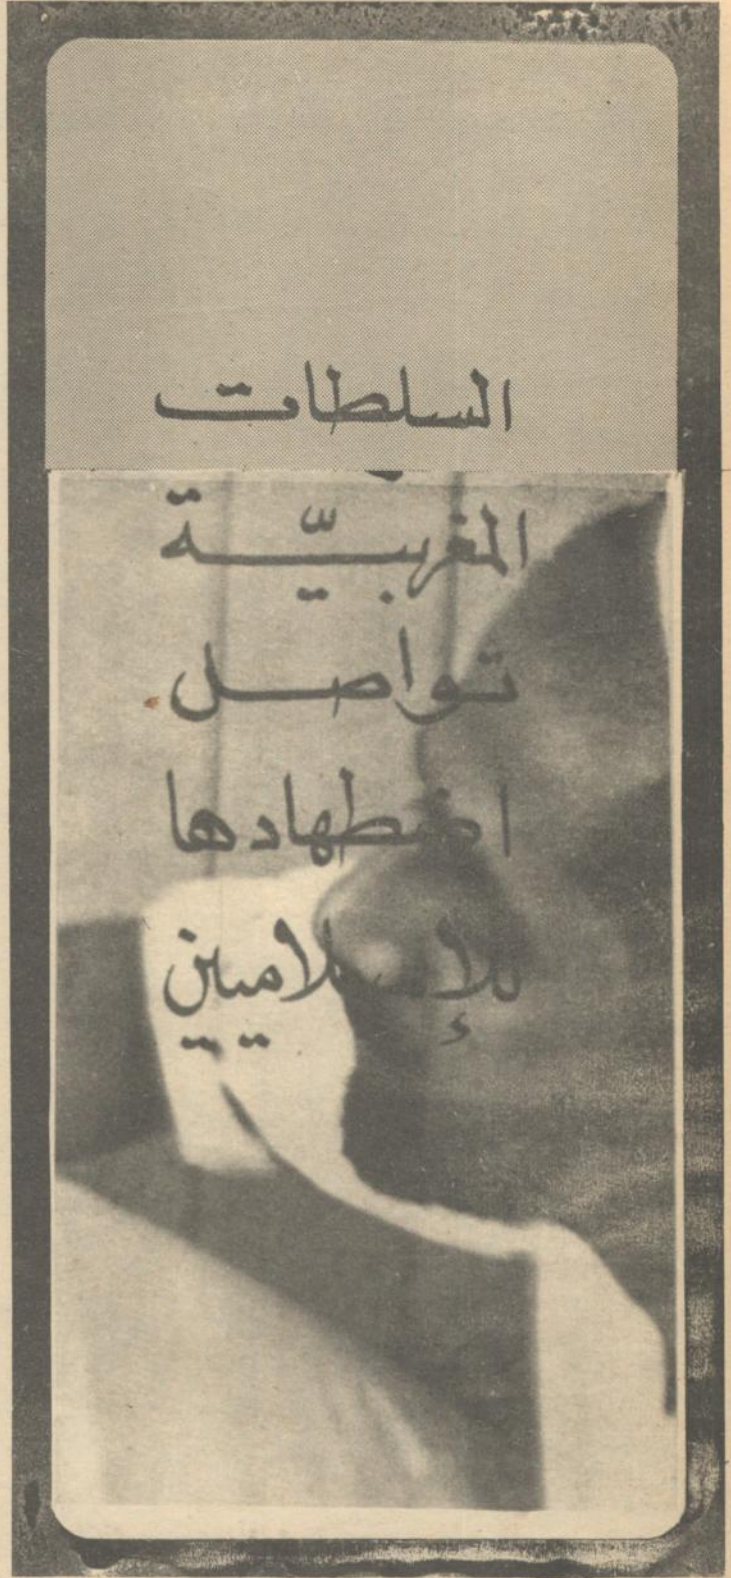 السلطات
المغربيّة
تواصل
اضطهادها
للإسلاميين